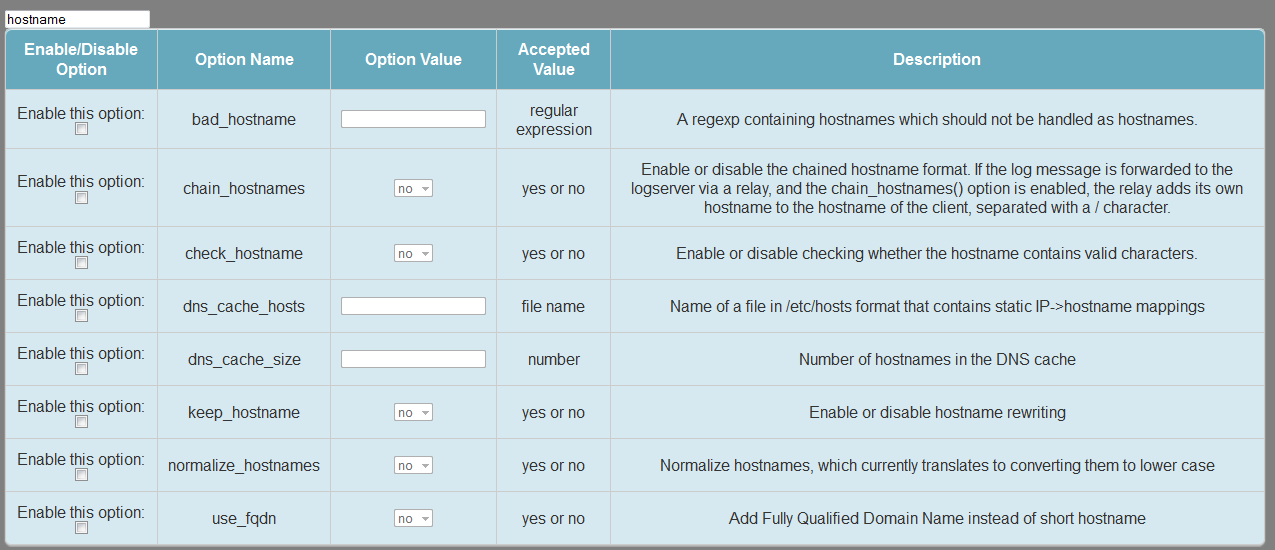 hostname
Enable/Disable Option Option Name Option Value Accepted Value Description
Enable this option: bad_hostname regular expression A regexp containing hostnames which should not be handled as hostnames.
Enable this option: chain_hostnames no yes or no Enable or disable the chained hostname format. If the log message is forwarded to the
logserver via a relay, and the chain_hostnames() option is enabled, the relay adds its own
hostname to the hostname of the client, separated with a / character.
Enable this option: check_hostname no yes or no Enable or disable checking whether the hostname contains valid characters.
Enable this option: dns_cache_hosts file name Name of a file in /etc/hosts format that contains static IP->hostname mappings
Enable this option: dns_cache_size number Number of hostnames in the DNS cache
Enable this option: keep_hostname no yes or no Enable or disable hostname rewriting
Enable this option: normalize_hostnames no yes or no Normalize hostnames, which currently translates to converting them to lower case
Enable this option: use_fqdn no yes or no Add Fully Qualified Domain Name instead of short hostname